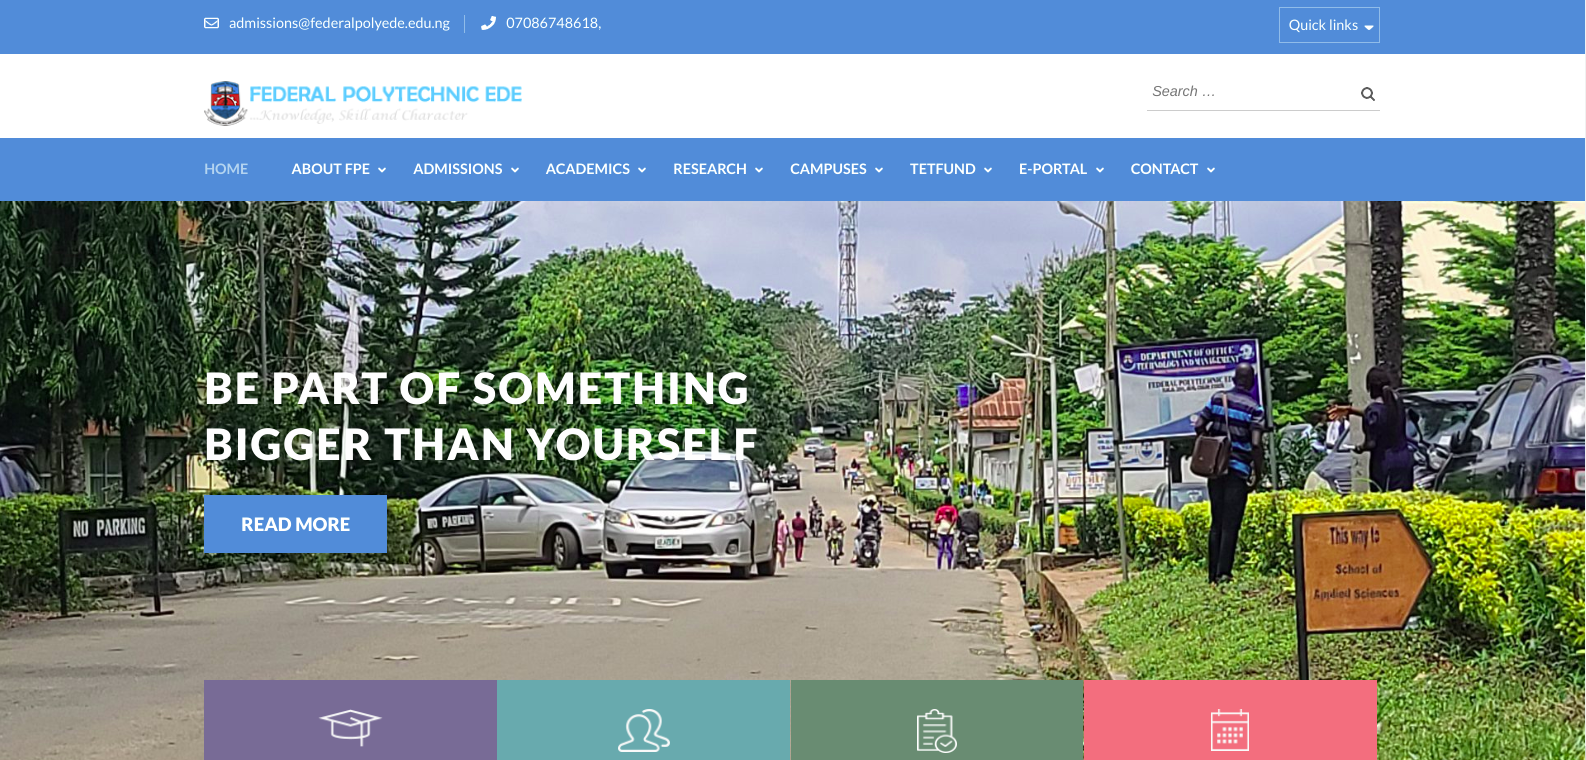 admissions@federalpolyede.edu.ng
07086748618,
Quick links
FEDERAL POLYTECHNIC EDE
...Knowledge, Skill and Character
Search ...
HOME ABOUT FPE ADMISSIONS ACADEMICS RESEARCH CAMPUSES TETFUND E-PORTAL CONTACT
DEPARTMENT OF OFFICE
TECHNOLOGY AND MANAGEMENT
FEDERAL POLYTECHNIC EDE
BE PART OF SOMETHING
BIGGER THAN YOURSELF
READ MORE
NO PARKING
NO PARKING
This way to
School of
Applied Sciences